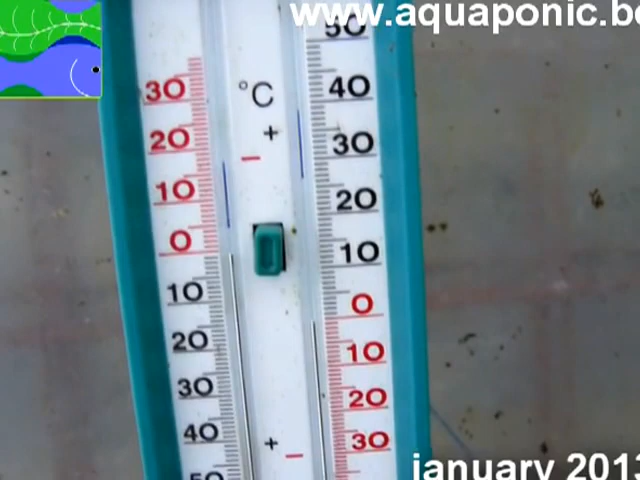 www.aquaponic.be
50
30 °C 40
20 + 30
−
10 20
0 10
10 0
20 10
30 20
40 + 30
−
50
january 2013